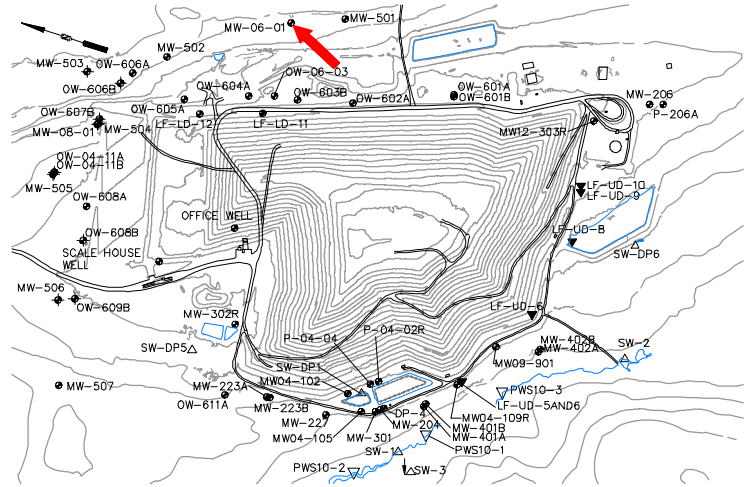 MW-06-01
MW-501
MW-502
MW-503
OW-606A
OW-606B
OW-06-03
OW-604A
OW-603B
OW-602A
OW-601A
OW-601B
MW-206
P-206A
OW-605A
OW-607B
MW-08-01
MW-504
LF-LD-12
LF-LD-11
MW12-303R
OW-04-11A
OW-04-11B
MW-505
OW-608A
LF-UD-10
LF-UD-9
OFFICE WELL
OW-608B
LF-UD-8
SW-DP6
SCALE HOUSE
WELL
MW-506
OW-609B
MW-302R
LF-UD-6
P-04-04
P-04-02R
SW-DP5
SW-DP1
MW-402B
MW-402A
SW-2
MW09-901
MW-507
MW-223A
MW04-102
OW-611A
MW-223B
PWS10-3
LF-UD-5AND6
MW-227
DP-4
MW-204
MW04-109R
MW04-105
MW-301
MW-401B
MW-401A
SW-1
PWS10-1
PWS10-2
SW-3